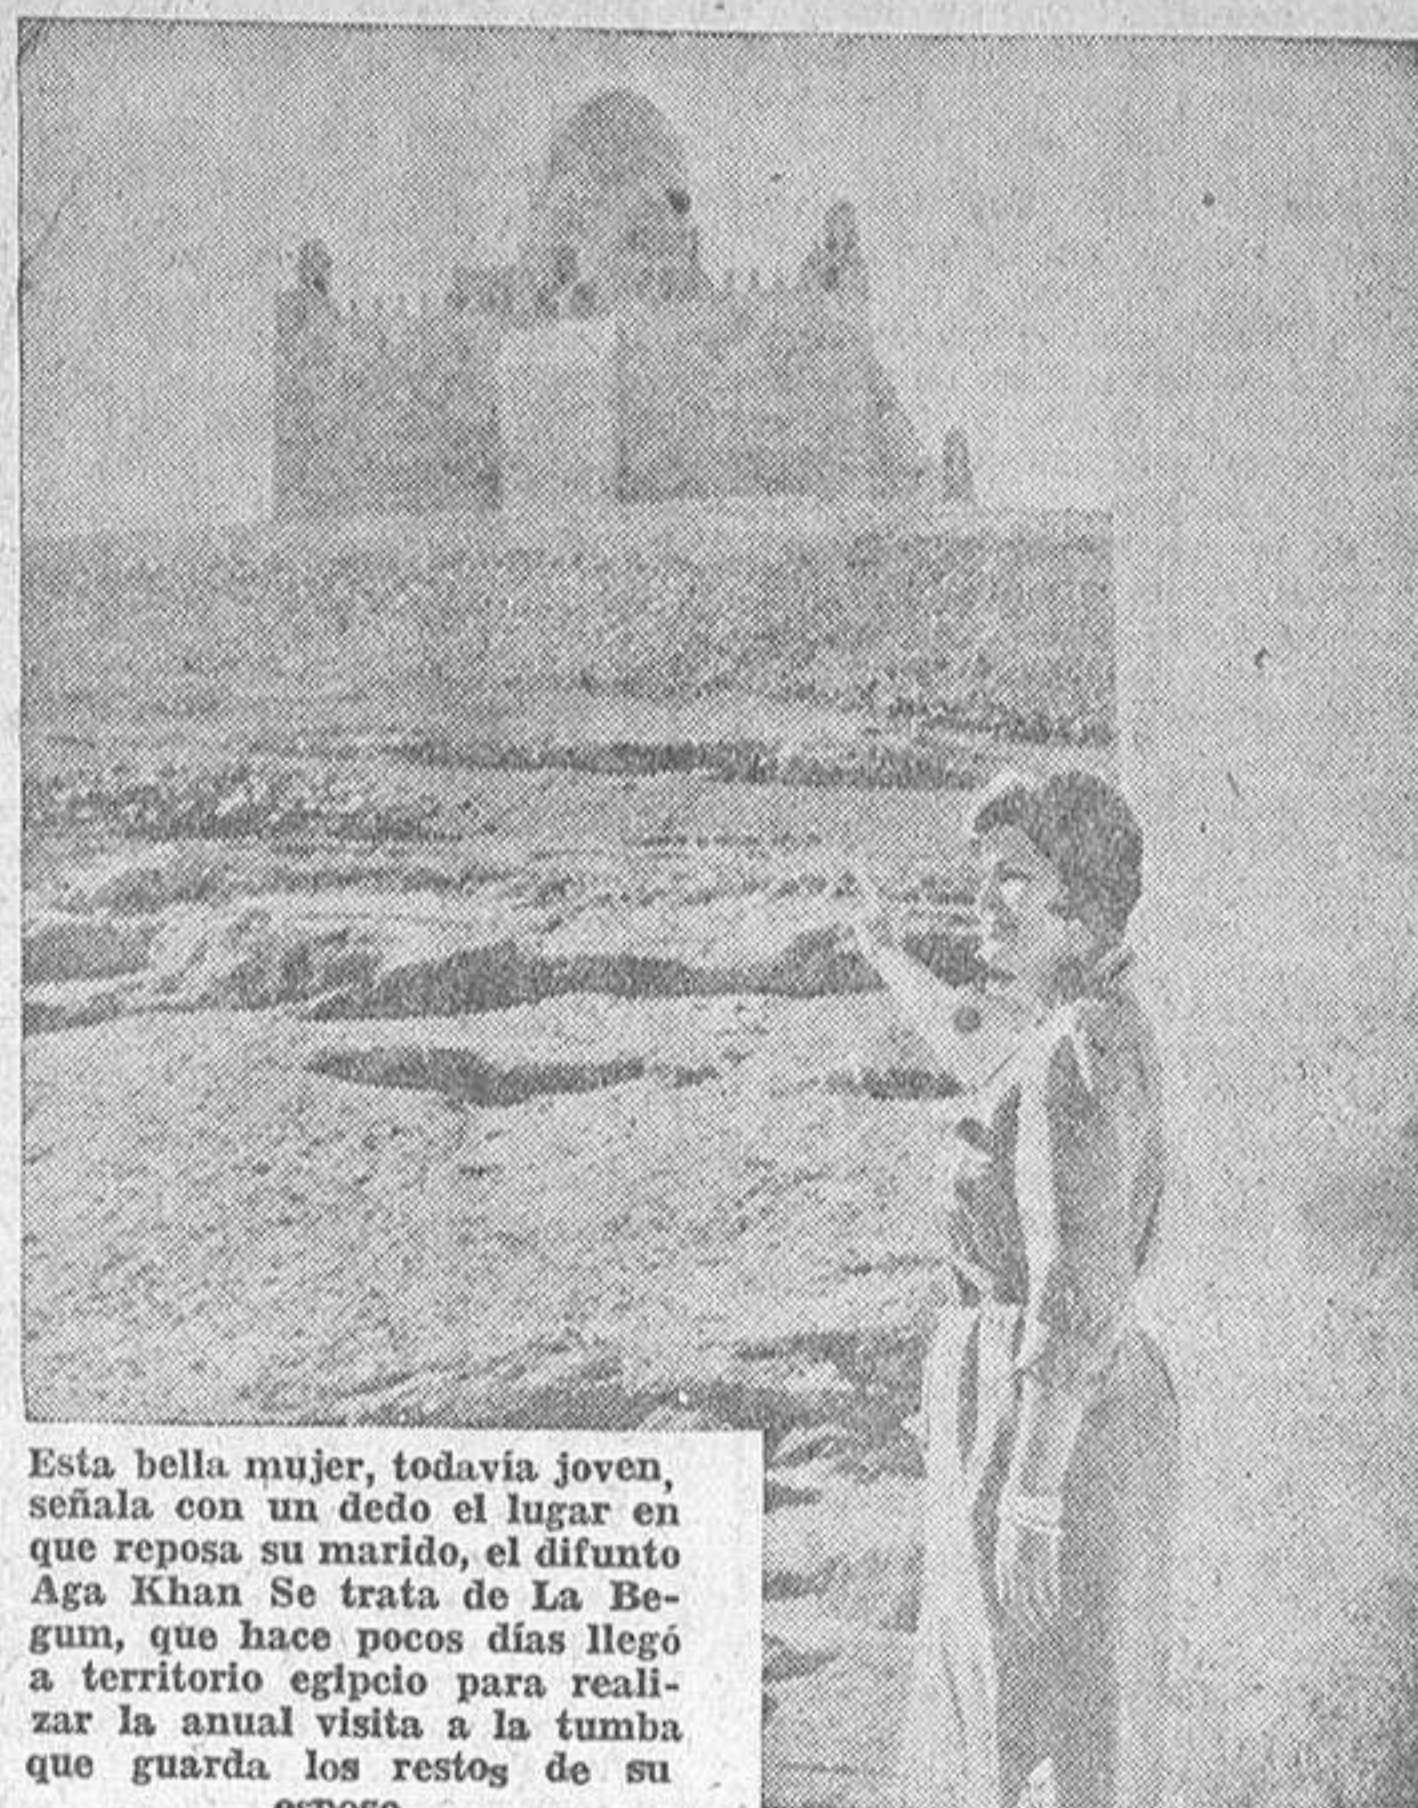 Esta bella mujer, todavía joven,
señala con un dedo el lugar en
que reposa su marido, el difunto
Aga Khan Se trata de La Be-
gum, que hace pocos días llegó
a territorio egipcio para reali-
zar la anual visita a la tumba
que guarda los restos de su
esposo